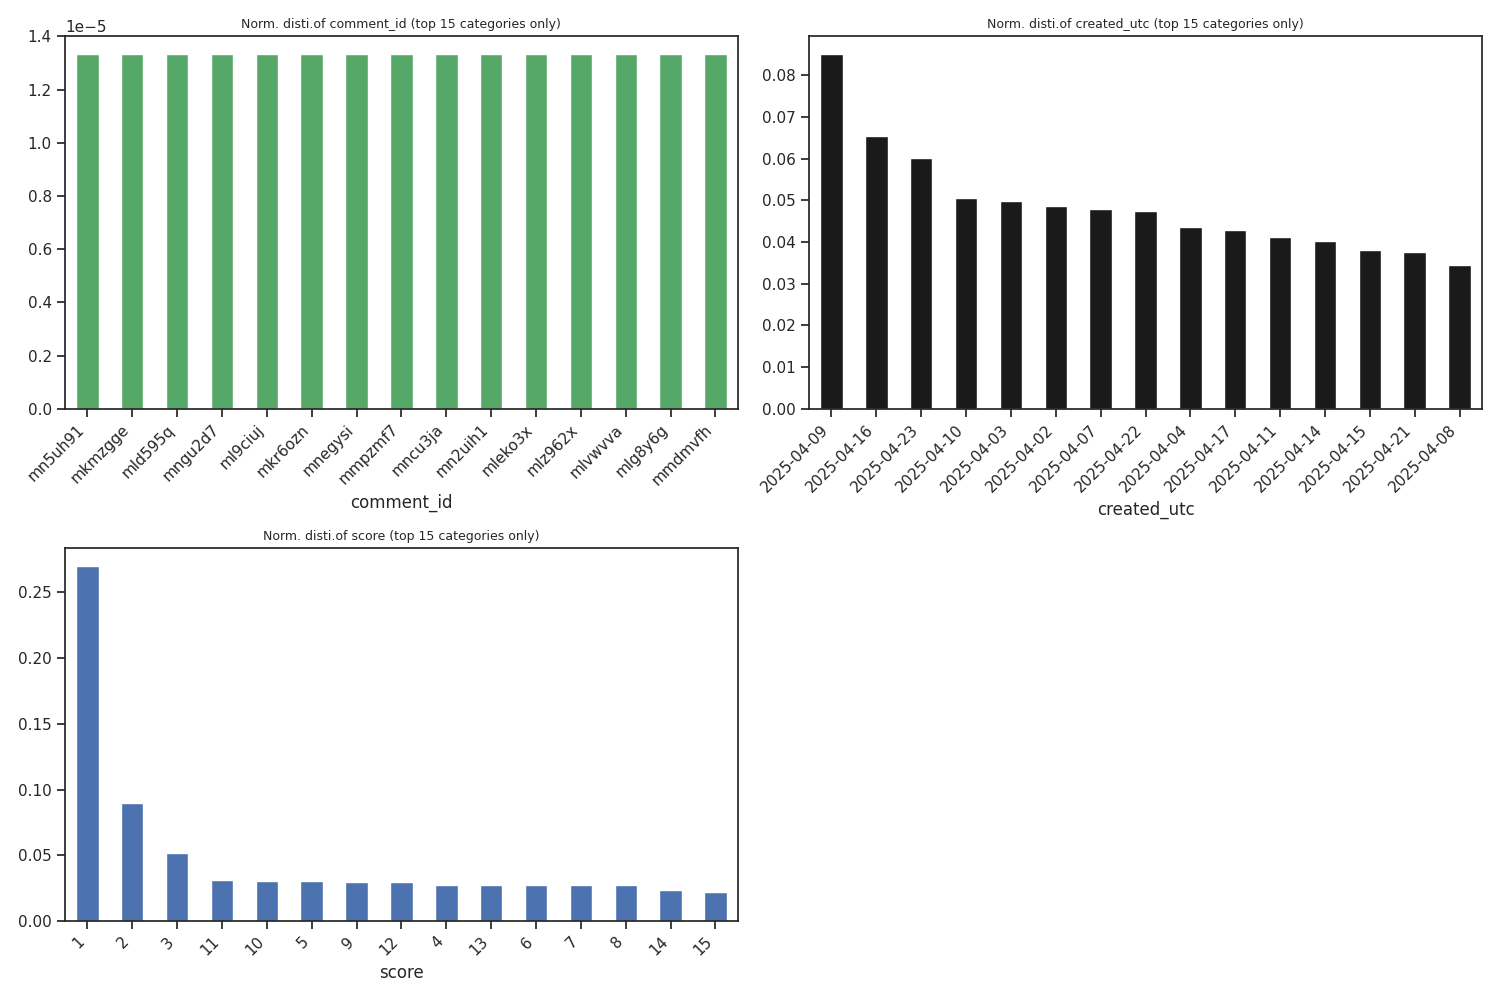 Norm. disti.of comment_id (top 15 categories only)
1e−5
1.4
1.2
1.0
0.8
0.6
0.4
0.2
0.0
mn5uh91
mkmzgge
mld595q
mngu2d7
ml9ciuj
mkr6ozn
mnegysi
mmpzmf7
mncu3ja
mn2uih1
mleko3x
mlz962x
mlvwvva
mlg8y6g
mmdmvfh
comment_id
Norm. disti.of created_utc (top 15 categories only)
0.08
0.07
0.06
0.05
0.04
0.03
0.02
0.01
0.00
2025-04-09
2025-04-16
2025-04-23
2025-04-10
2025-04-03
2025-04-02
2025-04-07
2025-04-22
2025-04-04
2025-04-17
2025-04-11
2025-04-14
2025-04-15
2025-04-21
2025-04-08
created_utc
Norm. disti.of score (top 15 categories only)
0.25
0.20
0.15
0.10
0.05
0.00
1
2
3
11
10
5
9
12
4
13
6
7
8
14
15
score